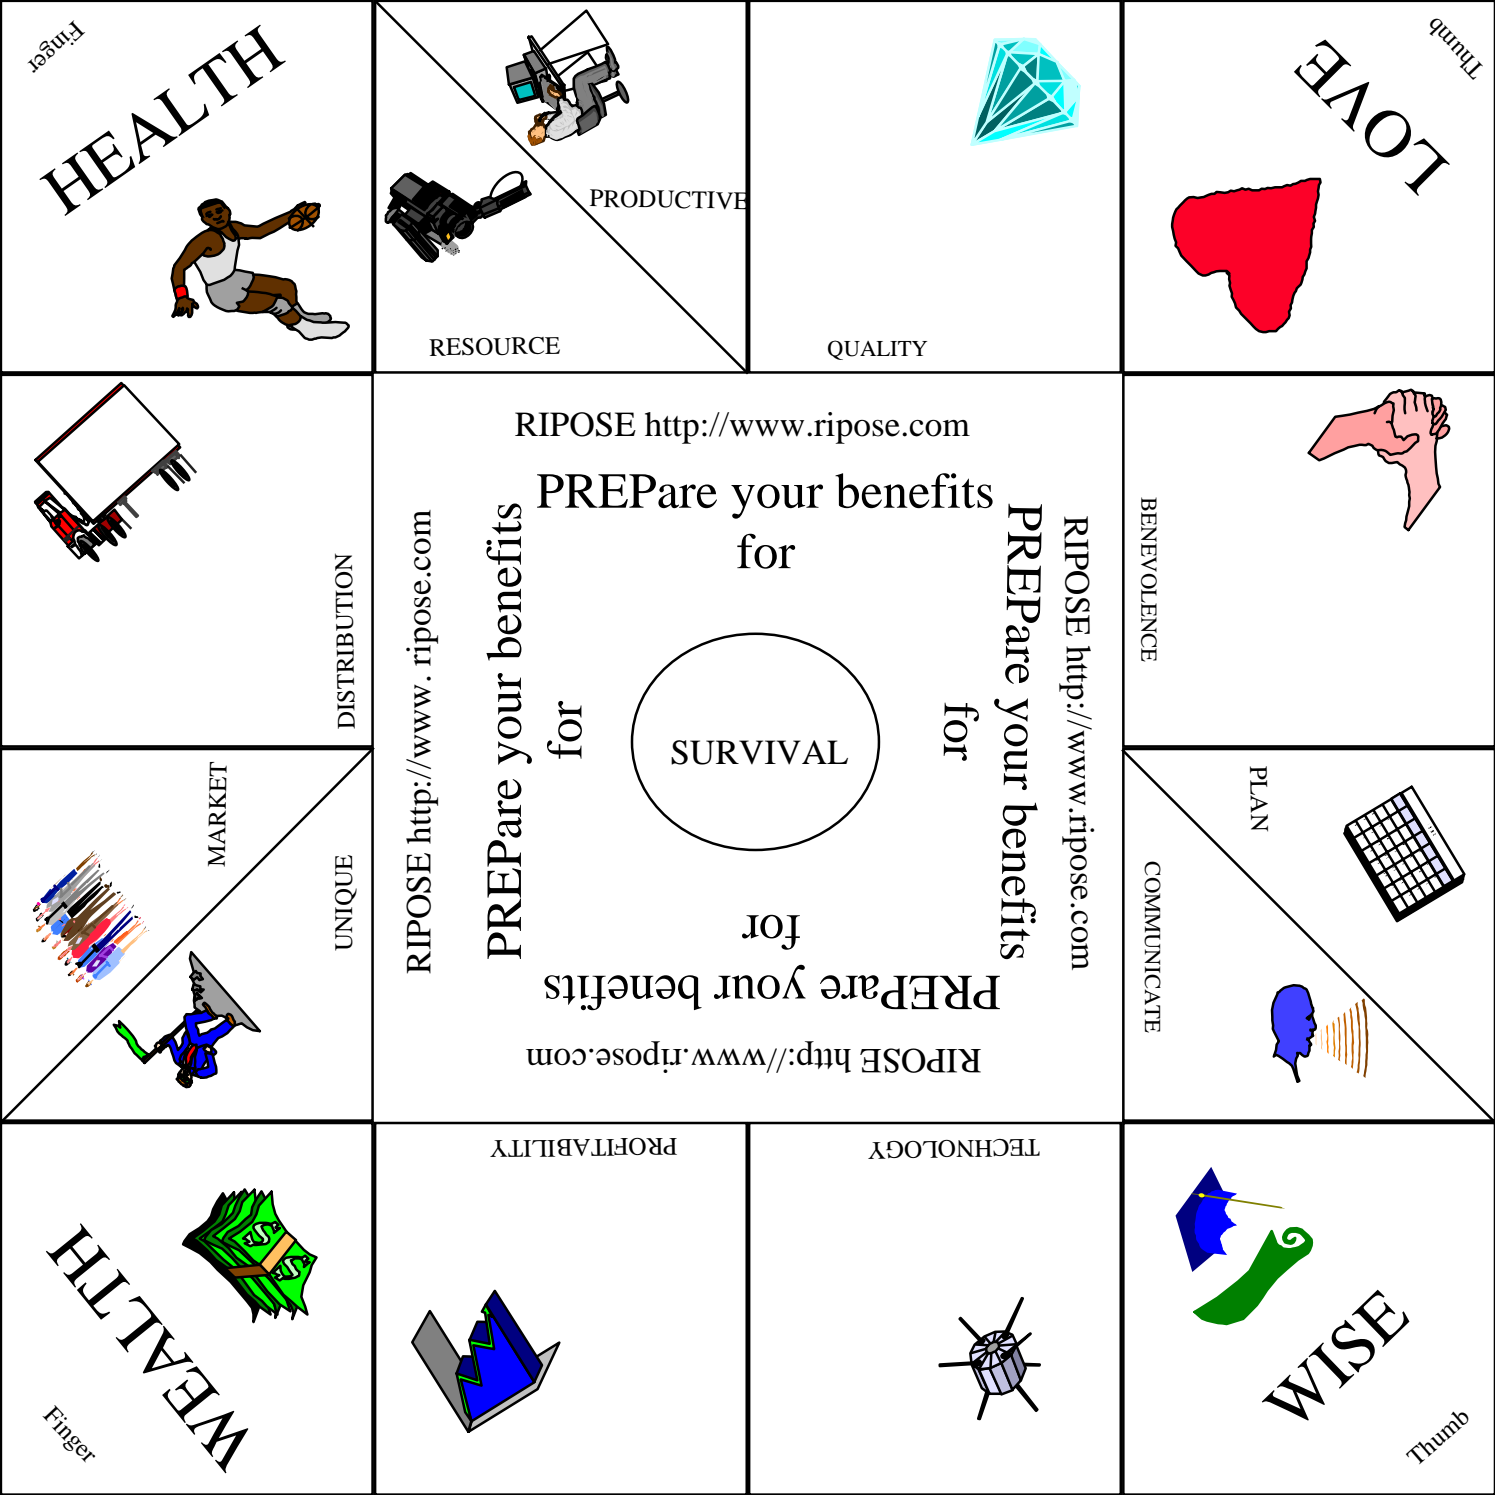 Finger
HEALTH
PRODUCTIVE
RESOURCE
QUALITY
Thumb
LOVE
DISTRIBUTION
BENEVOLENCE
RIPOSE http://www.ripose.com
PREPare your benefits
for
RIPOSE http://www. ripose.com
PREPare your benefits
for
SURVIVAL
for
PREPare your benefits
RIPOSE http://www.ripose.com
for
PREPare your benefits
RIPOSE http://www.ripose.com
MARKET
UNIQUE
PLAN
COMMUNICATE
PROFITABILITY
TECHNOLOGY
WEALTH
Finger
WISE
Thumb